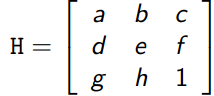 a b c
H = d e f
g h 1